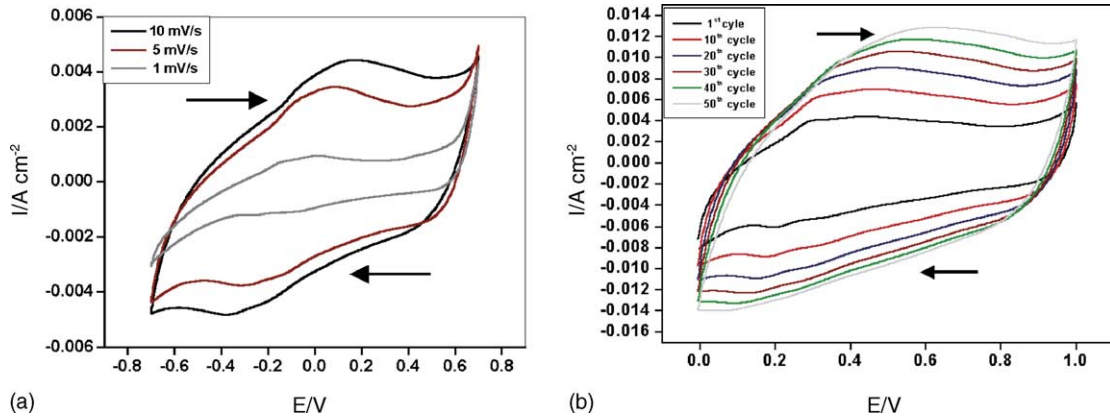 0.006
0.004
0.002
0.000
-0.002
-0.004
-0.006
I/A cm⁻²
10 mV/s
5 mV/s
1 mV/s
-0.8 -0.6 -0.4 -0.2 0.0 0.2 0.4 0.6 0.8
(a)
E/V
0.014
0.012
0.010
0.008
0.006
0.004
0.002
0.000
-0.002
-0.004
-0.006
-0.008
-0.010
-0.012
-0.014
-0.016
I/A cm⁻²
1ˢᵗcyle
10ᵗʰ cycle
20ᵗʰ cycle
30ᵗʰ cycle
40ᵗʰ cycle
50ᵗʰ cycle
0.0 0.2 0.4 0.6 0.8 1.0
(b)
E/V